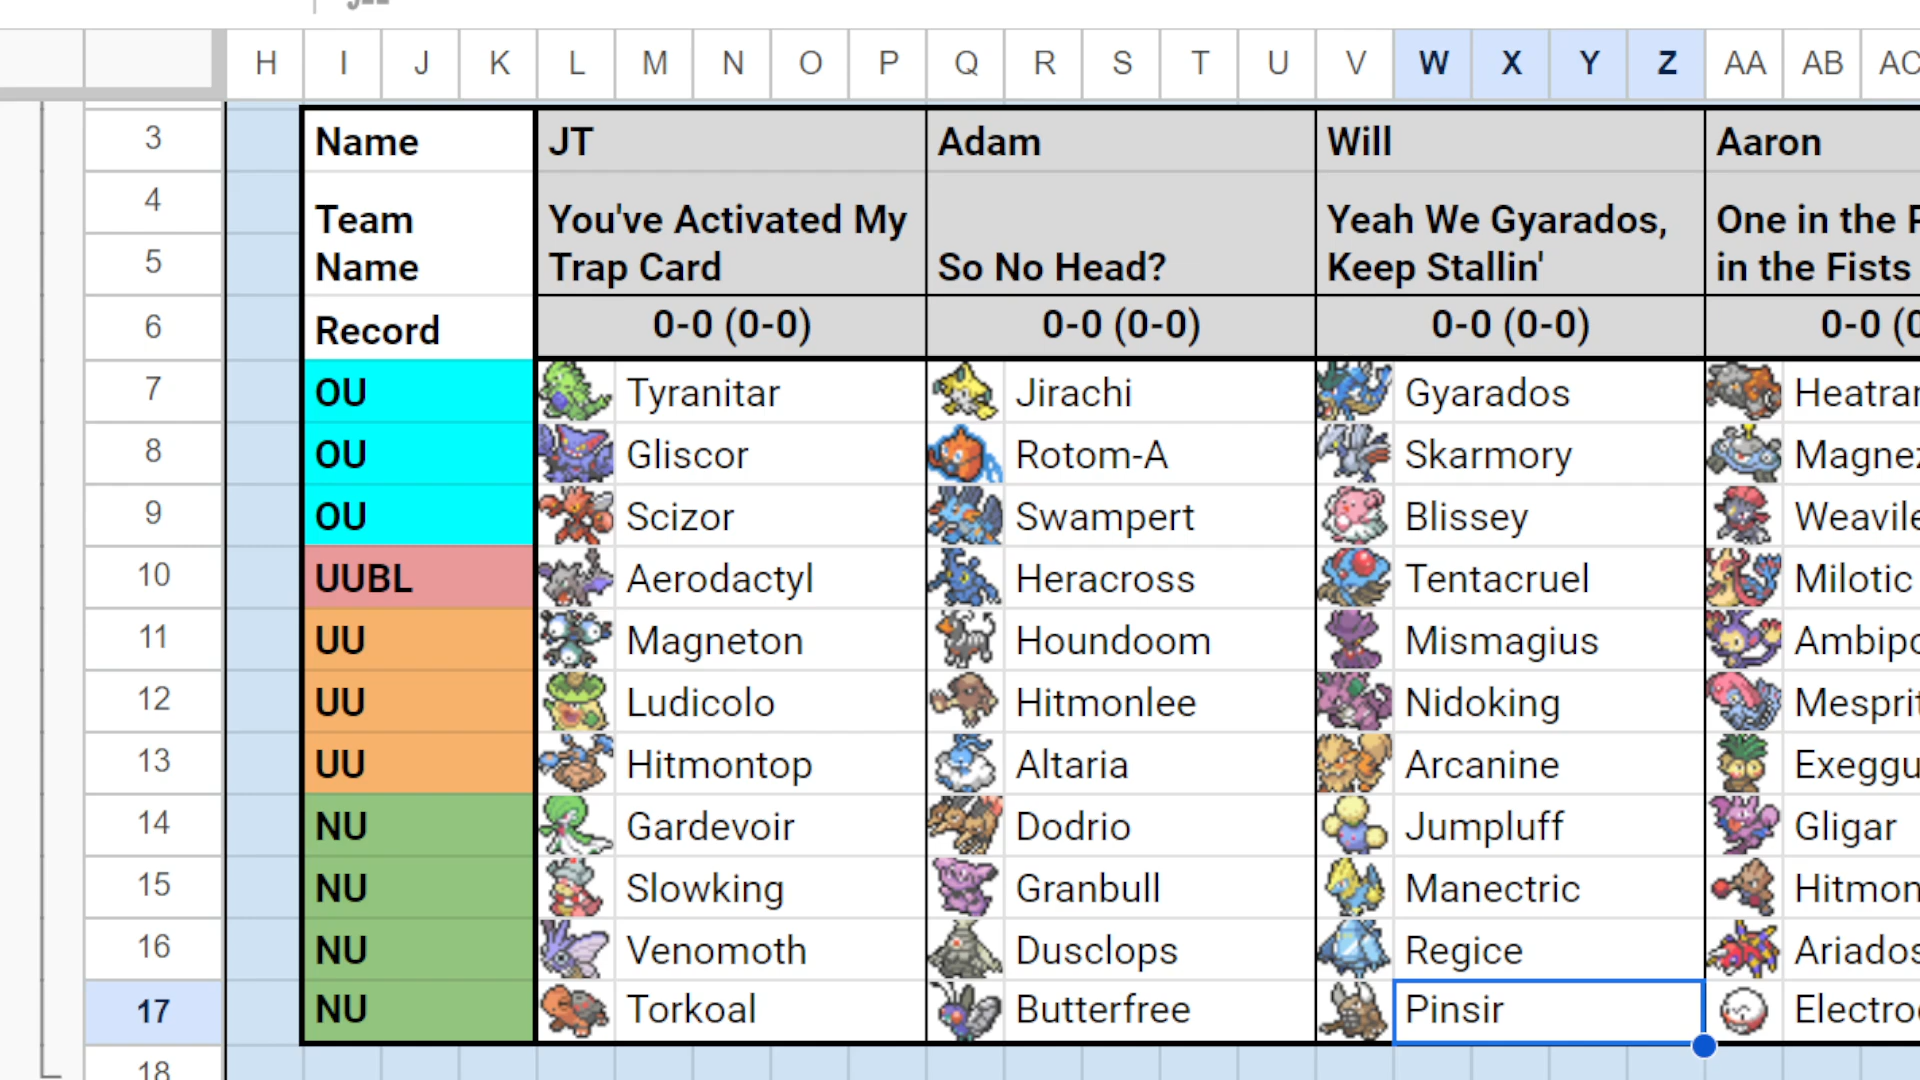 H I J K L M N O P Q R S T U V W X Y Z AA AB AC
3 Name JT Adam Will Aaron
4 Team You've Activated My Yeah We Gyarados, One in the
5 Name Trap Card So No Head? Keep Stallin' in the Fists
6 Record 0-0 (0-0) 0-0 (0-0) 0-0 (0-0) 0-0 (0
7 OU Tyranitar Jirachi Gyarados Heatran
8 OU Gliscor Rotom-A Skarmory Magnez
9 OU Scizor Swampert Blissey Weavile
10 UUBL Aerodactyl Heracross Tentacruel Milotic
11 UU Magneton Houndoom Mismagius Ambipo
12 UU Ludicolo Hitmonlee Nidoking Mesprit
13 UU Hitmontop Altaria Arcanine Exeggu
14 NU Gardevoir Dodrio Jumpluff Gligar
15 NU Slowking Granbull Manectric Hitmon
16 NU Venomoth Dusclops Regice Ariados
17 NU Torkoal Butterfree Pinsir Electro
18